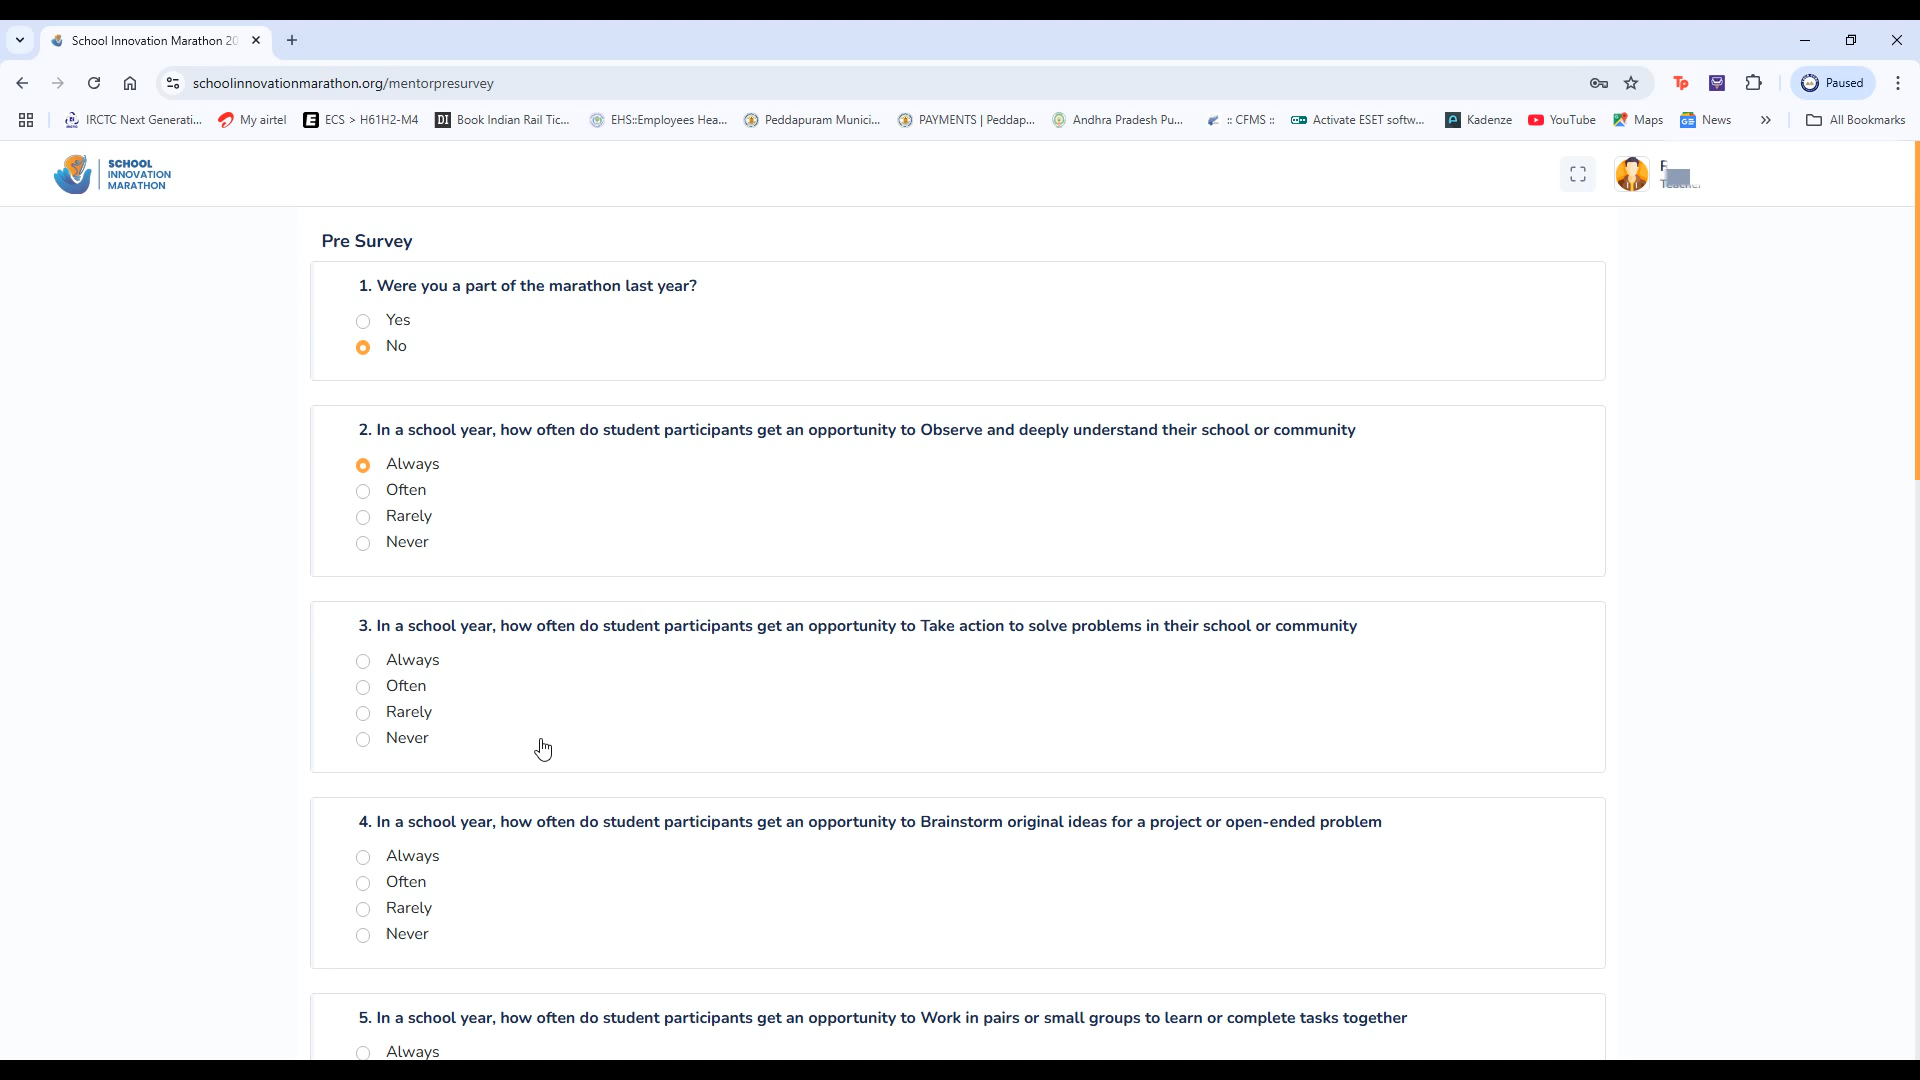 School Innovation Marathon 20
schoolinnovationmarathon.org/mentorpresurvey
Paused
IRCTC Next Generati...
My airtel
ECS > H61H2-M4
Book Indian Rail Tic...
EHS::Employees Hea...
Peddapuram Munici...
PAYMENTS | Peddap...
Andhra Pradesh Pu...
:: CFMS ::
Activate ESET softw...
Kadenze
YouTube
Maps
News
All Bookmarks
SCHOOL
INNOVATION
MARATHON
Pre Survey
1. Were you a part of the marathon last year?
Yes
No
2. In a school year, how often do student participants get an opportunity to Observe and deeply understand their school or community
Always
Often
Rarely
Never
3. In a school year, how often do student participants get an opportunity to Take action to solve problems in their school or community
Always
Often
Rarely
Never
4. In a school year, how often do student participants get an opportunity to Brainstorm original ideas for a project or open-ended problem
Always
Often
Rarely
Never
5. In a school year, how often do student participants get an opportunity to Work in pairs or small groups to learn or complete tasks together
Always